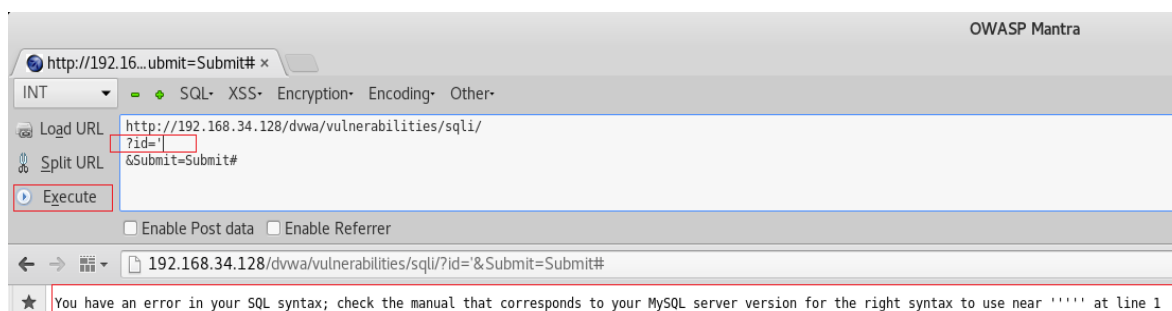 OWASP Mantra
http://192.16...ubmit=Submit# ×
INT SQL- XSS- Encryption- Encoding- Other-
Load URL http://192.168.34.128/dvwa/vulnerabilities/sqli/
?id='
Split URL &Submit=Submit#
Execute
Enable Post data Enable Referrer
192.168.34.128/dvwa/vulnerabilities/sqli/?id='&Submit=Submit#
You have an error in your SQL syntax; check the manual that corresponds to your MySQL server version for the right syntax to use near ''''' at line 1